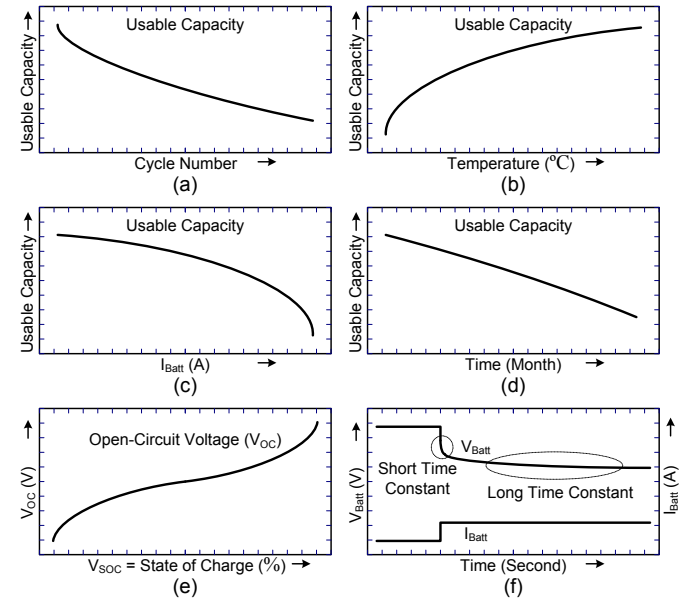 Usable Capacity
Usable Capacity →
Cycle Number →
(a)
Usable Capacity
Usable Capacity →
Temperature (ºC) →
(b)
Usable Capacity
Usable Capacity →
IBatt (A) →
(c)
Usable Capacity
Usable Capacity →
Time (Month) →
(d)
Open-Circuit Voltage (VOC)
VOC (V) →
VSOC = State of Charge (%) →
(e)
VBatt
Short Time
Constant
Long Time Constant
IBatt
VBatt (V) →
IBatt (A) →
Time (Second) →
(f)